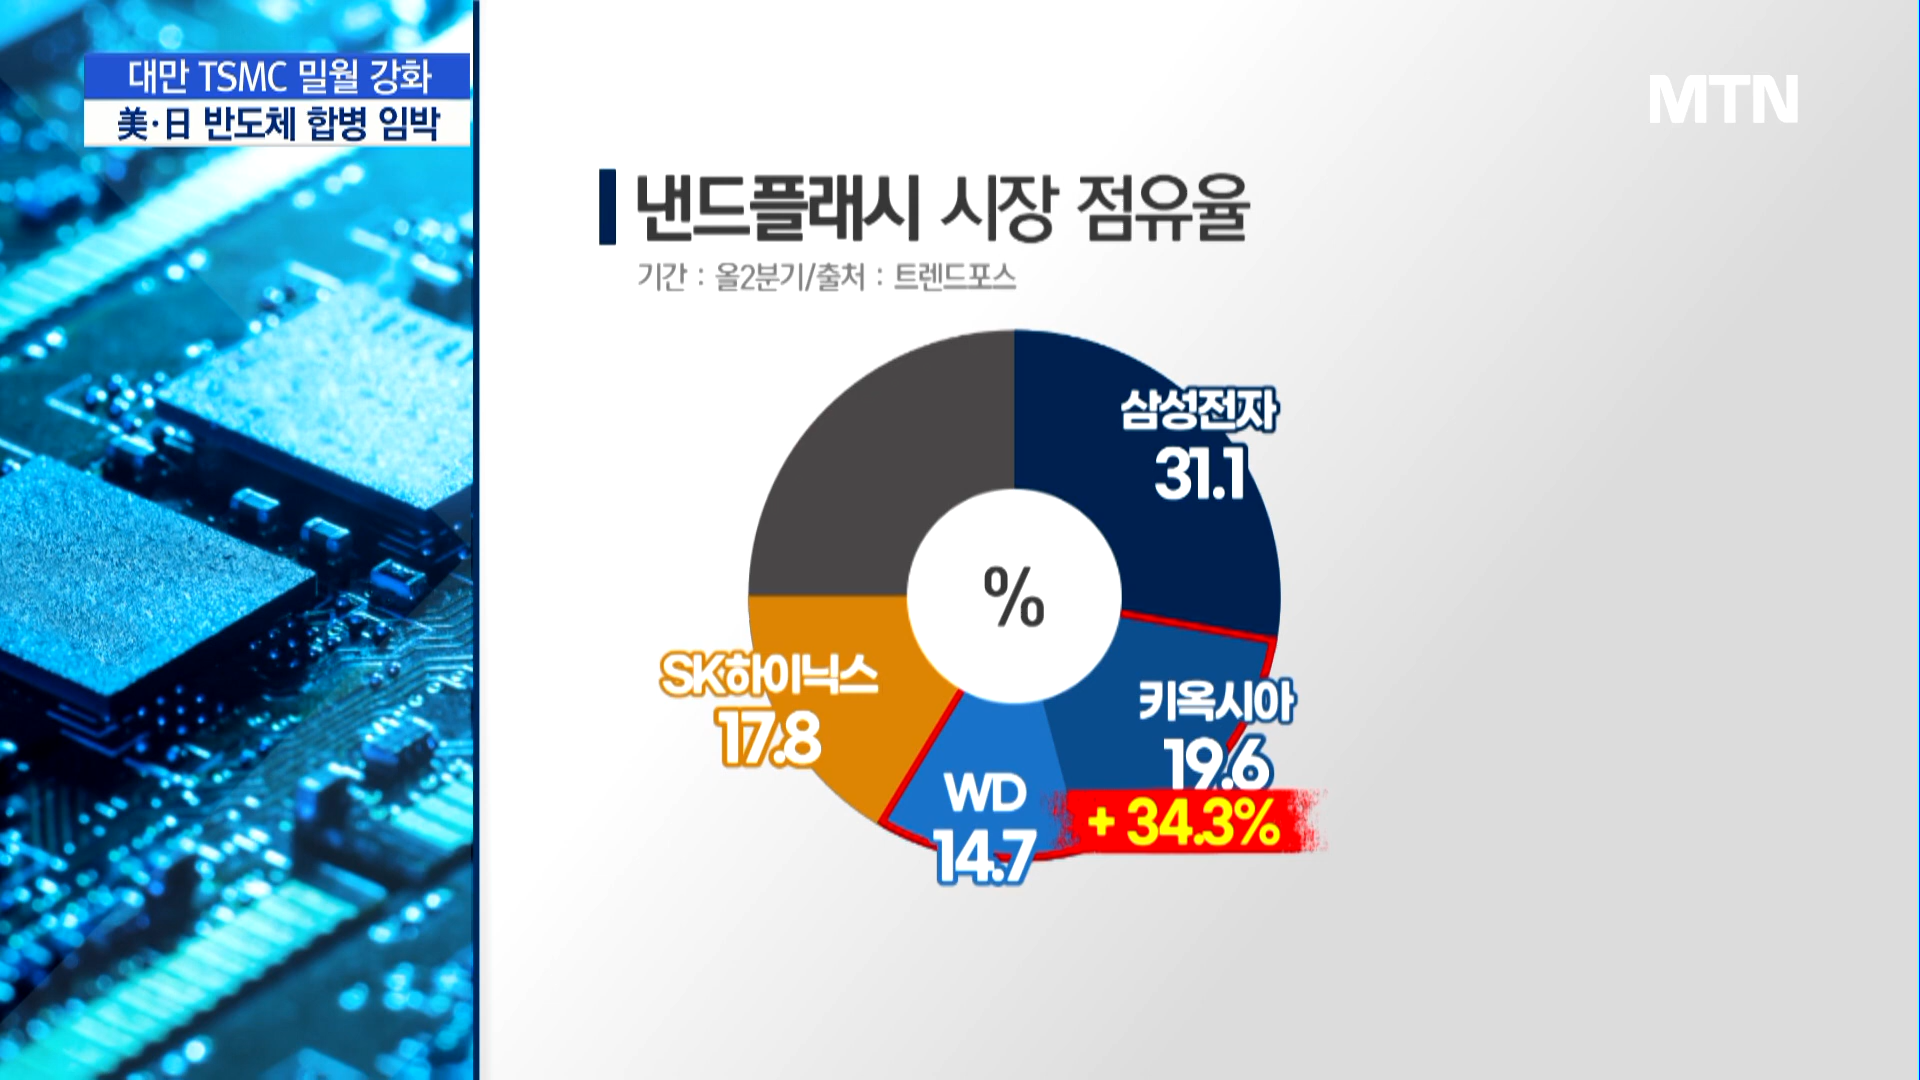 대만 TSMC 밀월 강화
美·日 반도체 합병 임박
MTN
낸드플래시 시장 점유율
기간 : 올2분기/출처 : 트렌드포스
삼성전자
31.1
%
SK하이닉스
17.8
키옥시아
19.6
WD
14.7
+ 34.3%